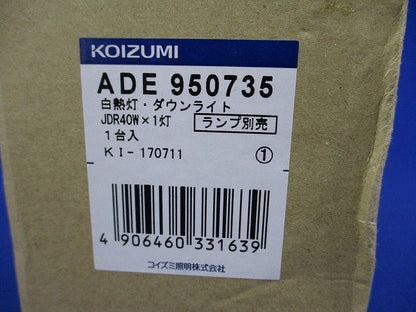 KOIZUMI
ADE 950735
白熱灯・ダウンライト
JDR40W×1灯 ランプ別売
1台入
KI-170711 ①
4 906460 331639
コイズミ照明株式会社